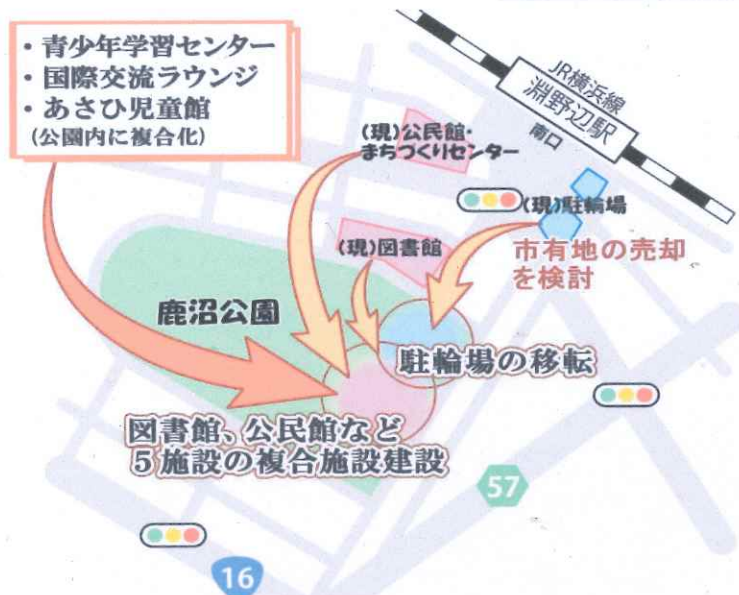 ・青少年学習センター
・国際交流ラウンジ
・あさひ児童館
(公園内に複合化)
JR横浜線
淵野辺駅
南口
(現)公民館・
まちづくりセンター
(現)駐輪場
(現)図書館
市有地の売却
を検討
鹿沼公園
駐輪場の移転
図書館、公民館など
5施設の複合施設建設
57
16